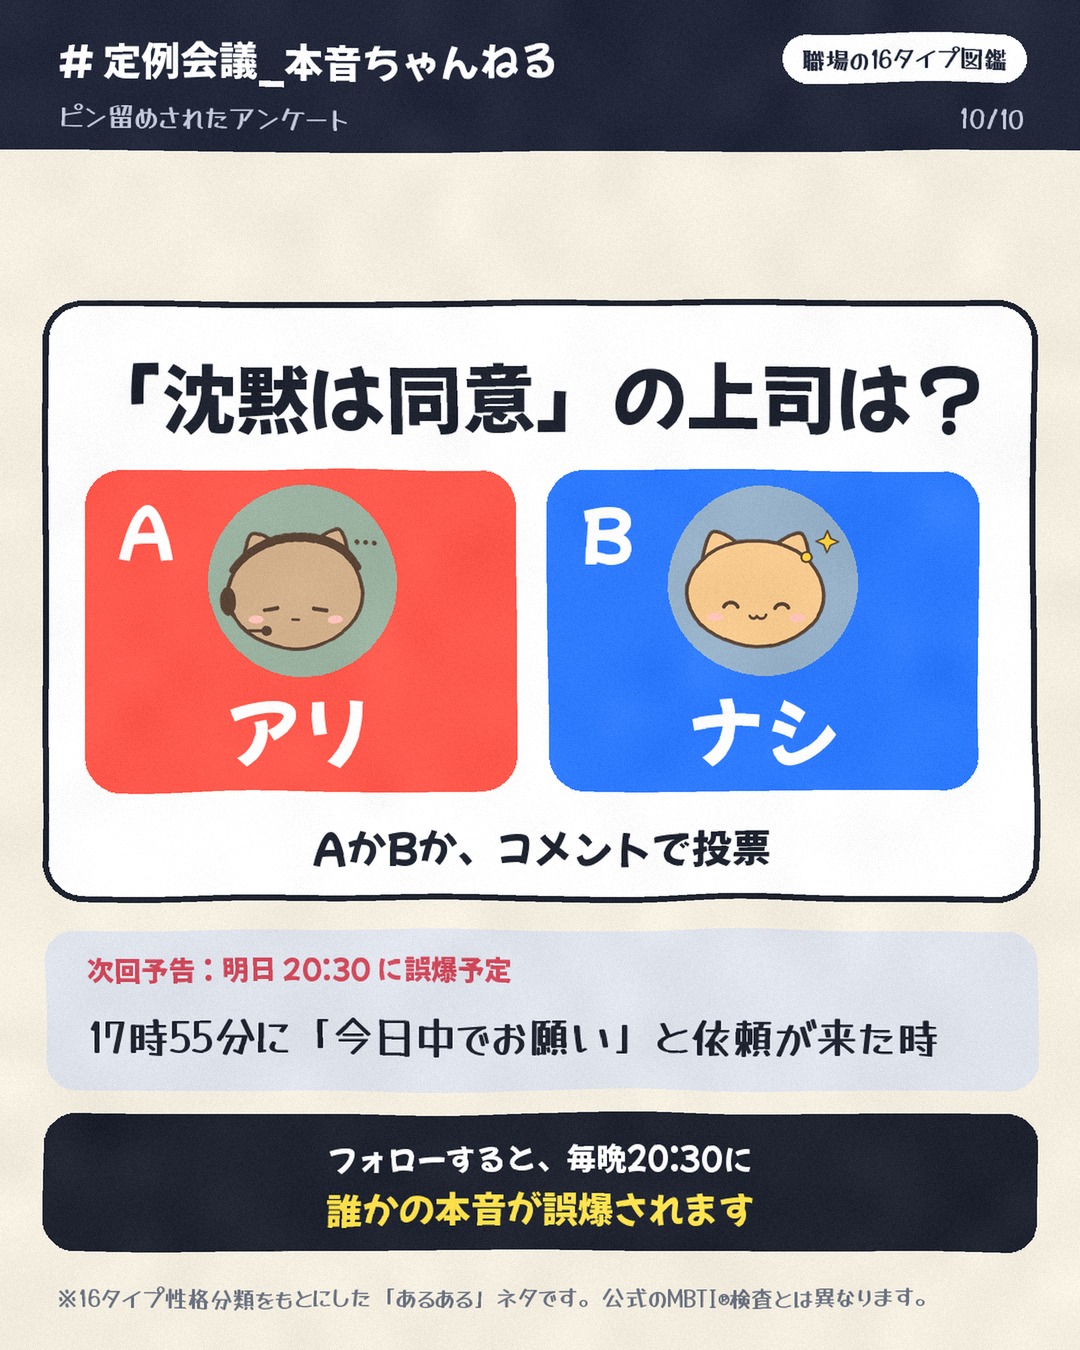 # 定例会議_本音ちゃんねる
職場の16タイプ図鑑
ピン留めされたアンケート
10/10
「沈黙は同意」の上司は?
A
B
アリ
ナシ
AかBか、コメントで投票
次回予告：明日 20:30 に誤爆予定
17時55分に「今日中でお願い」と依頼が来た時
フォローすると、毎晩20:30に
誰かの本音が誤爆されます
※16タイプ性格分類をもとにした「あるある」ネタです。公式のMBTI®検査とは異なります。